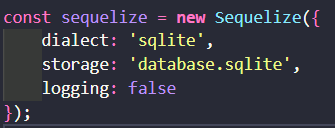 const sequelize = new Sequelize({
    dialect: 'sqlite',
    storage: 'database.sqlite',
    logging: false
});